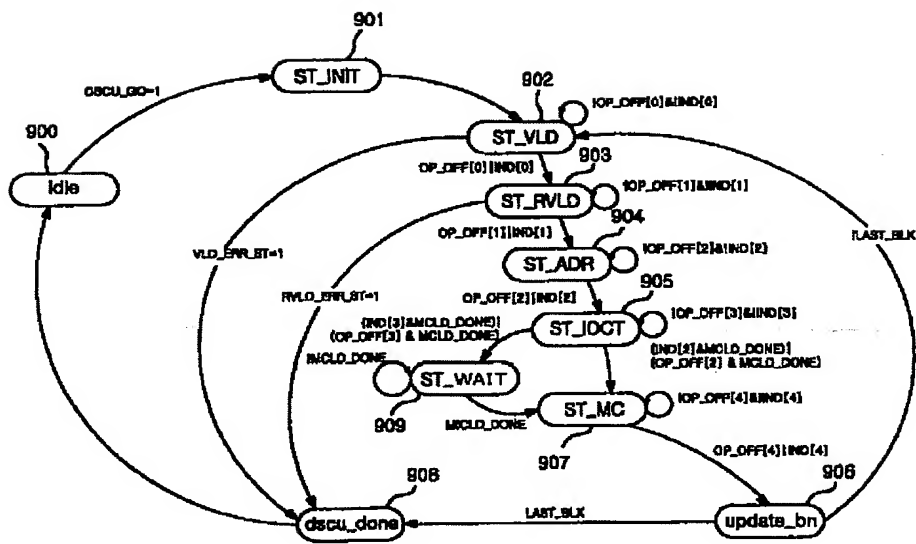 901
ST_INIT
DSCU_GO=1
902
!OP_OFF[0]&!IND[0]
900
ST_VLD
Idle
OP_OFF[0]|IND[0]
903
ST_RVLD
!OP_OFF[1]&!IND[1]
904
OP_OFF[1]|IND[1]
ST_ADR
!OP_OFF[2]&!IND[2]
!LAST_BLK
VLD_ERR_ST=1
905
RVLD_ERR_ST=1
OP_OFF[2]|IND[2]
ST_IDCT
!OP_OFF[3]&!IND[3]
(IND[3]&MCLD_DONE)|
(OP_OFF[3] & MCLD_DONE)
(IND[2]&MCLD_DONE)|
(OP_OFF[2] & MCLD_DONE)
!MCLD_DONE
ST_WAIT
ST_MC
!OP_OFF[4]&!IND[4]
909
MCLD_DONE
907
OP_OFF[4]|IND[4]
908
906
dscu_done
LAST_BLK
update_bn